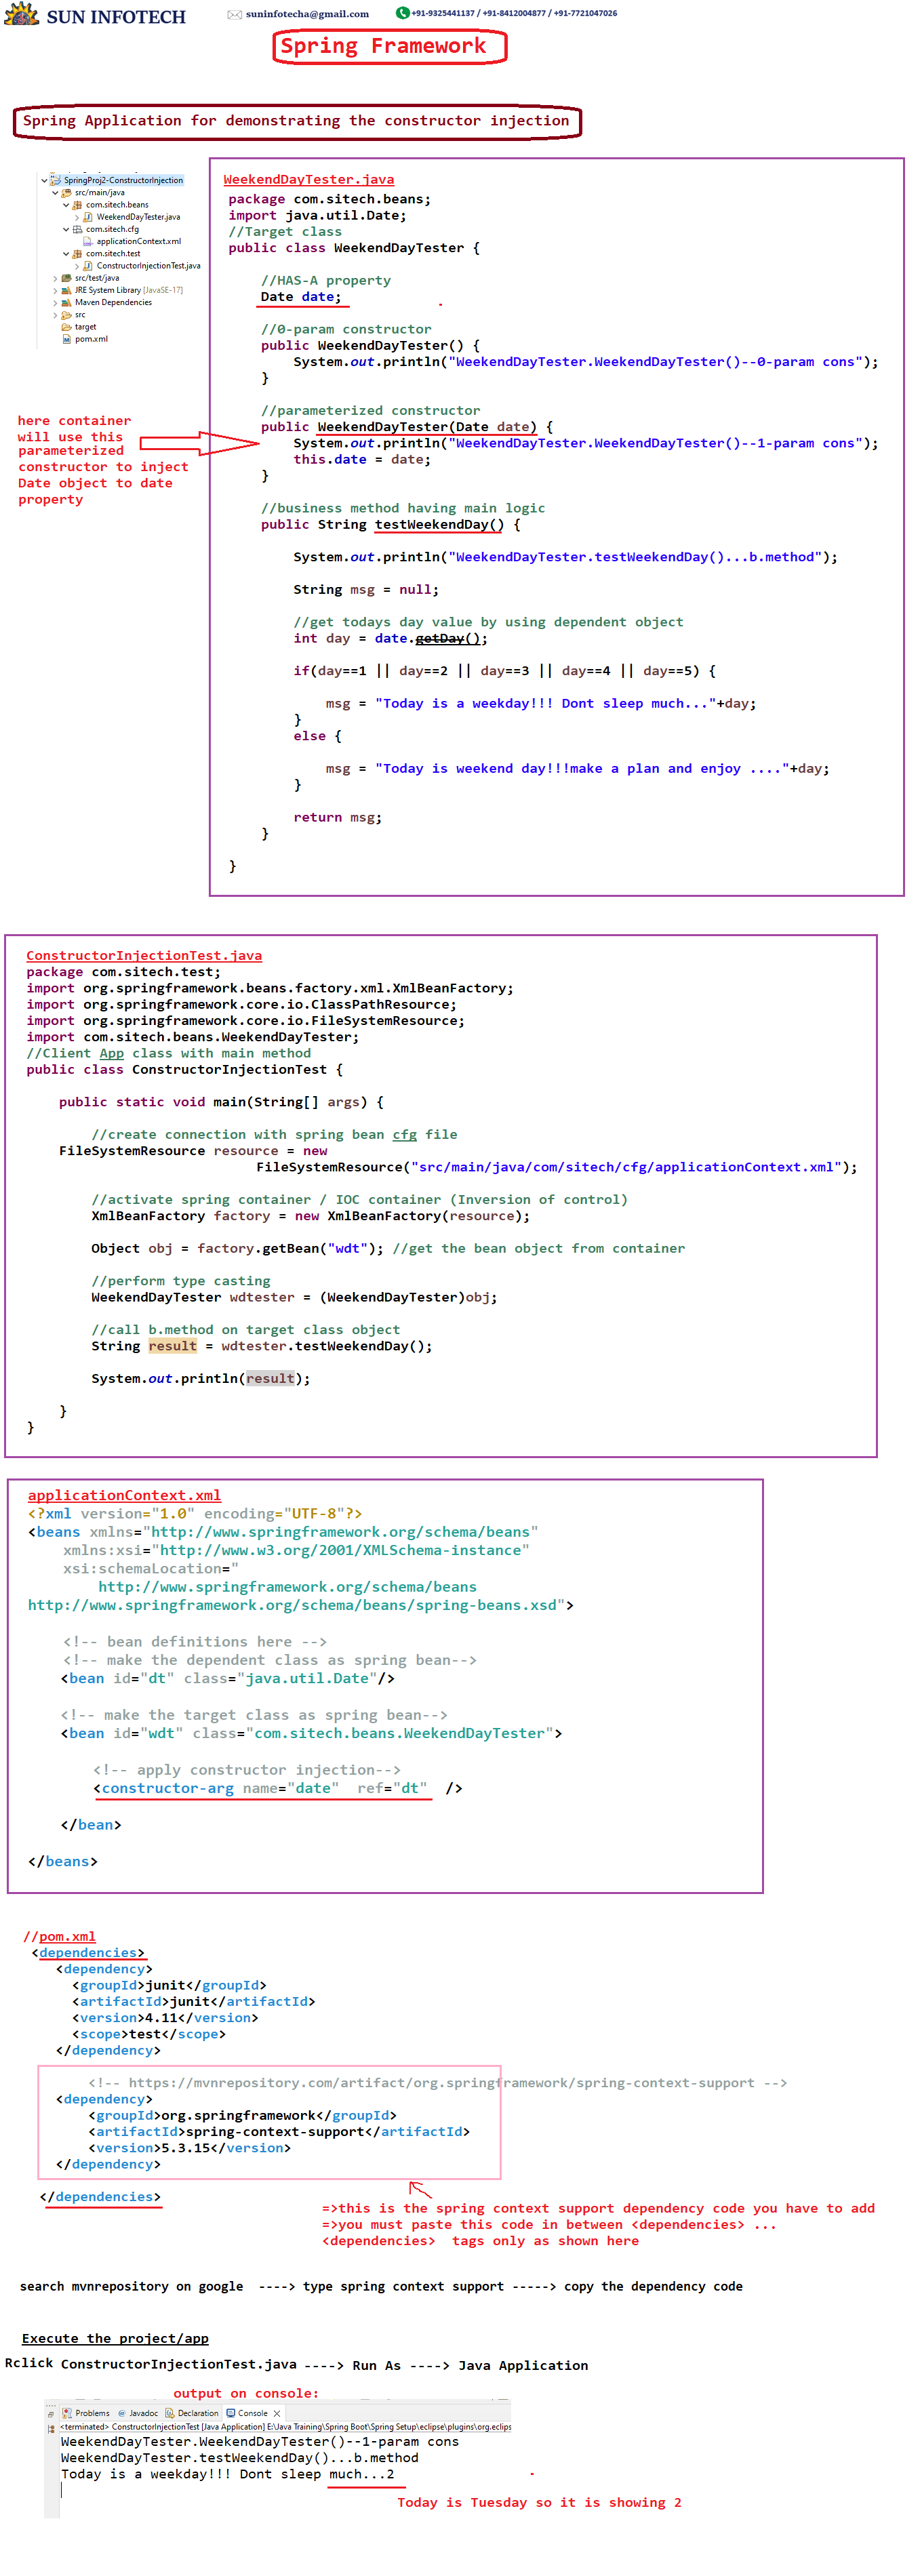 SUN INFOTECH
suninfotecha@gmail.com
+91-9325441137 / +91-8412004877 / +91-7721047026
Spring Framework
Spring Application for demonstrating the constructor injection
SpringProj2-ConstructorInjection
src/main/java
com.sitech.beans
WeekendDayTester.java
com.sitech.cfg
applicationContext.xml
com.sitech.test
ConstructorInjectionTest.java
src/test/java
JRE System Library [JavaSE-17]
Maven Dependencies
src
target
pom.xml
here container
will use this
parameterized
constructor to inject
Date object to date
property
WeekendDayTester.java
package com.sitech.beans;
import java.util.Date;
//Target class
public class WeekendDayTester {
//HAS-A property
Date date;
//0-param constructor
public WeekendDayTester() {
System.out.println("WeekendDayTester.WeekendDayTester()--0-param cons");
}
//parameterized constructor
public WeekendDayTester(Date date) {
System.out.println("WeekendDayTester.WeekendDayTester()--1-param cons");
this.date = date;
}
//business method having main logic
public String testWeekendDay() {
System.out.println("WeekendDayTester.testWeekendDay()...b.method");
String msg = null;
//get todays day value by using dependent object
int day = date.getDay();
if(day==1 || day==2 || day==3 || day==4 || day==5) {
msg = "Today is a weekday!!! Dont sleep much..."+day;
}
else {
msg = "Today is weekend day!!!make a plan and enjoy ...."+day;
}
return msg;
}
}
ConstructorInjectionTest.java
package com.sitech.test;
import org.springframework.beans.factory.xml.XmlBeanFactory;
import org.springframework.core.io.ClassPathResource;
import org.springframework.core.io.FileSystemResource;
import com.sitech.beans.WeekendDayTester;
//Client App class with main method
public class ConstructorInjectionTest {
public static void main(String[] args) {
//create connection with spring bean cfg file
FileSystemResource resource = new
FileSystemResource("src/main/java/com/sitech/cfg/applicationContext.xml");
//activate spring container / IOC container (Inversion of control)
XmlBeanFactory factory = new XmlBeanFactory(resource);
Object obj = factory.getBean("wdt"); //get the bean object from container
//perform type casting
WeekendDayTester wdtester = (WeekendDayTester)obj;
//call b.method on target class object
String result = wdtester.testWeekendDay();
System.out.println(result);
}
}
applicationContext.xml
<?xml version="1.0" encoding="UTF-8"?>
<beans xmlns="http://www.springframework.org/schema/beans"
xmlns:xsi="http://www.w3.org/2001/XMLSchema-instance"
xsi:schemaLocation="
http://www.springframework.org/schema/beans
http://www.springframework.org/schema/beans/spring-beans.xsd">
<!-- bean definitions here -->
<!-- make the dependent class as spring bean-->
<bean id="dt" class="java.util.Date"/>
<!-- make the target class as spring bean-->
<bean id="wdt" class="com.sitech.beans.WeekendDayTester">
<!-- apply constructor injection-->
<constructor-arg name="date" ref="dt" />
</bean>
</beans>
//pom.xml
<dependencies>
<dependency>
<groupId>junit</groupId>
<artifactId>junit</artifactId>
<version>4.11</version>
<scope>test</scope>
</dependency>
<!-- https://mvnrepository.com/artifact/org.springframework/spring-context-support -->
<dependency>
<groupId>org.springframework</groupId>
<artifactId>spring-context-support</artifactId>
<version>5.3.15</version>
</dependency>
</dependencies>
=>this is the spring context support dependency code you have to add
=>you must paste this code in between <dependencies> ...
<dependencies> tags only as shown here
search mvnrepository on google ----> type spring context support -----> copy the dependency code
Execute the project/app
Rclick ConstructorInjectionTest.java ----> Run As ----> Java Application
output on console:
Problems @ Javadoc Declaration Console
<terminated> ConstructorInjectionTest [Java Application] E:\Java Training\Spring Boot\Spring Setup\eclipse\plugins\org.eclips
WeekendDayTester.WeekendDayTester()--1-param cons
WeekendDayTester.testWeekendDay()...b.method
Today is a weekday!!! Dont sleep much...2
Today is Tuesday so it is showing 2